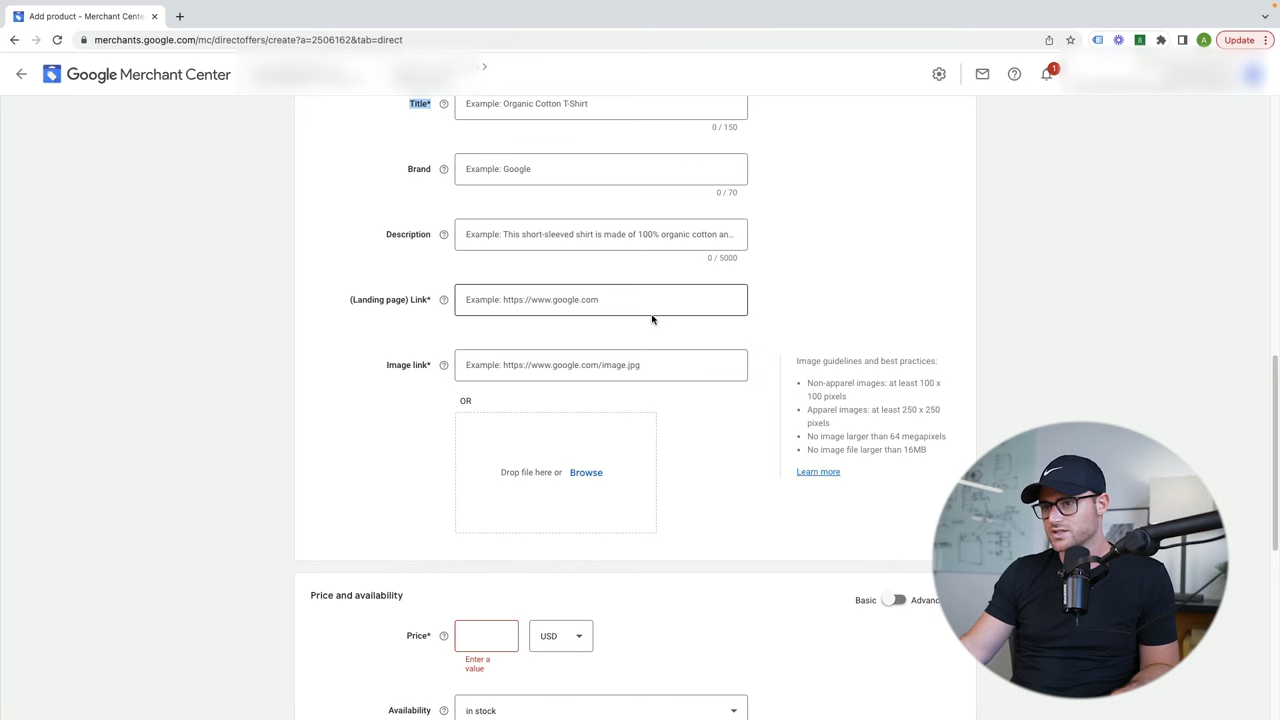 Add product - Merchant Cente
merchants.google.com/mc/directoffers/create?a=2506162&tab=direct
B
A
Update
Google Merchant Center
1
Title*
Example: Organic Cotton T-Shirt
0 / 150
Brand
Example: Google
0 / 70
Description
Example: This short-sleeved shirt is made of 100% organic cotton an...
0 / 5000
(Landing page) Link*
Example: https://www.google.com
Image link*
Example: https://www.google.com/image.jpg
Image guidelines and best practices:
Non-apparel images: at least 100 x
100 pixels
Apparel images: at least 250 x 250
pixels
No image larger than 64 megapixels
No image file larger than 16MB
Learn more
OR
Drop file here or Browse
Price and availability
Basic
Advanc
Price*
USD
Enter a
value
Availability
in stock